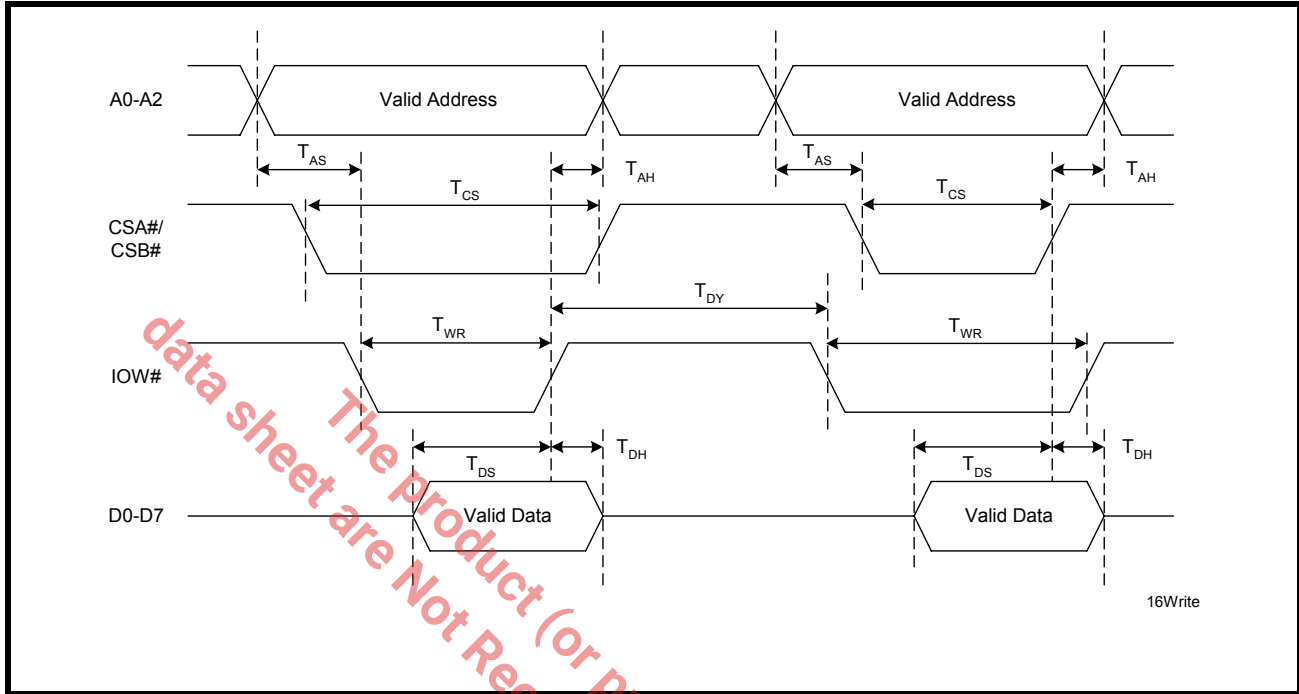 A0-A2
Valid Address
Valid Address
TAS
TAH
TAS
TAH
TCS
TCS
CSA#/
CSB#
TDY
TWR
TWR
IOW#
TDS
TDH
TDS
TDH
D0-D7
Valid Data
Valid Data
16Write
The product (or
data sheet are Not